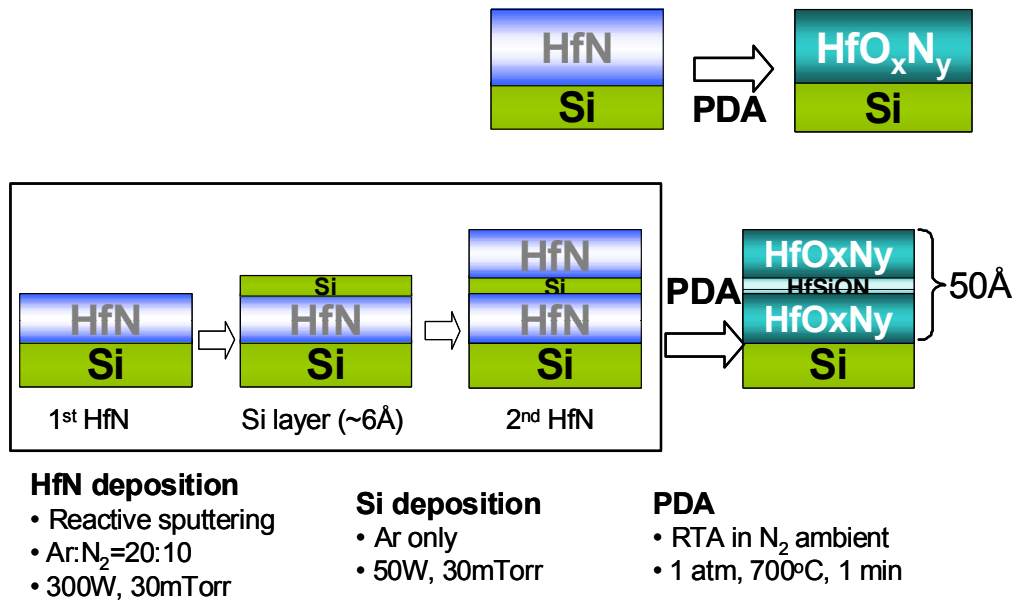 HfN
HfOxNy
Si
PDA
Si
HfOxNy
HfN
Si
HfN
Si
HfN
Si
HfN
Si
PDA
HfSiON
HfOxNy
50Å
Si
1st HfN
Si layer (~6Å)
2nd HfN
HfN deposition
• Reactive sputtering
• Ar:N2=20:10
• 300W, 30mTorr
Si deposition
• Ar only
• 50W, 30mTorr
PDA
• RTA in N2 ambient
• 1 atm, 700oC, 1 min